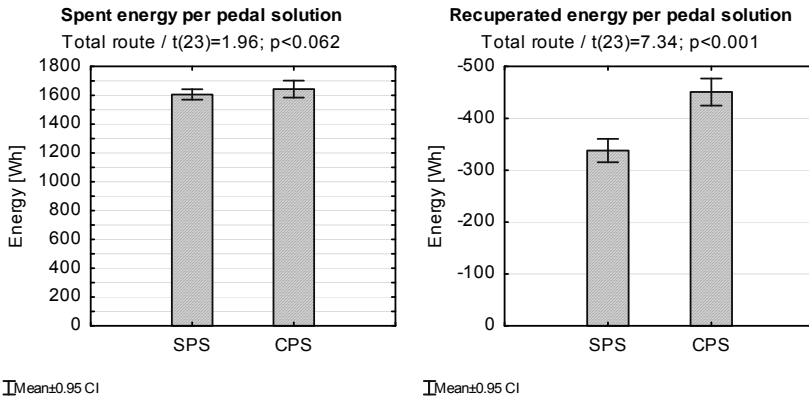 Spent energy per pedal solution
Total route / t(23)=1.96; p<0.062
1800
1600
1400
1200
1000
800
600
400
200
0
Energy [Wh]
SPS CPS
Mean±0.95 CI
Recuperated energy per pedal solution
Total route / t(23)=7.34; p<0.001
-500
-400
-300
-200
-100
0
Energy [Wh]
SPS CPS
Mean±0.95 CI